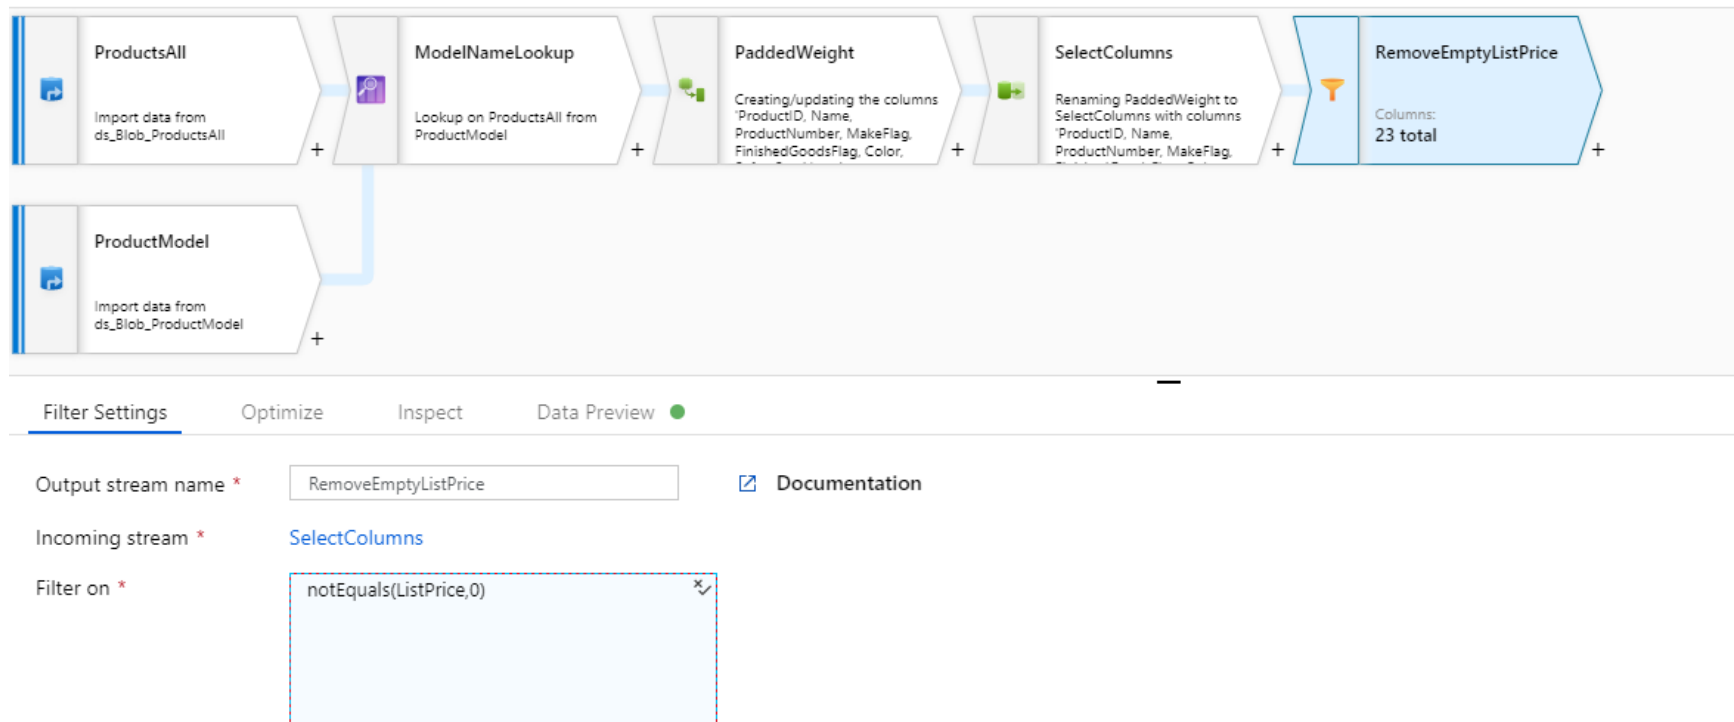 ProductsAll
Import data from
ds_Blob_ProductsAll
+
ModelNameLookup
Lookup on ProductsAll from
ProductModel
+
PaddedWeight
Creating/updating the columns
'ProductID, Name,
ProductNumber, MakeFlag,
FinishedGoodsFlag, Color,
+
SelectColumns
Renaming PaddedWeight to
SelectColumns with columns
'ProductID, Name,
ProductNumber, MakeFlag,
+
RemoveEmptyListPrice
Columns:
23 total
+
ProductModel
Import data from
ds_Blob_ProductModel
+
Filter Settings
Optimize
Inspect
Data Preview
Output stream name *
RemoveEmptyListPrice
Documentation
Incoming stream *
SelectColumns
Filter on *
notEquals(ListPrice,0)